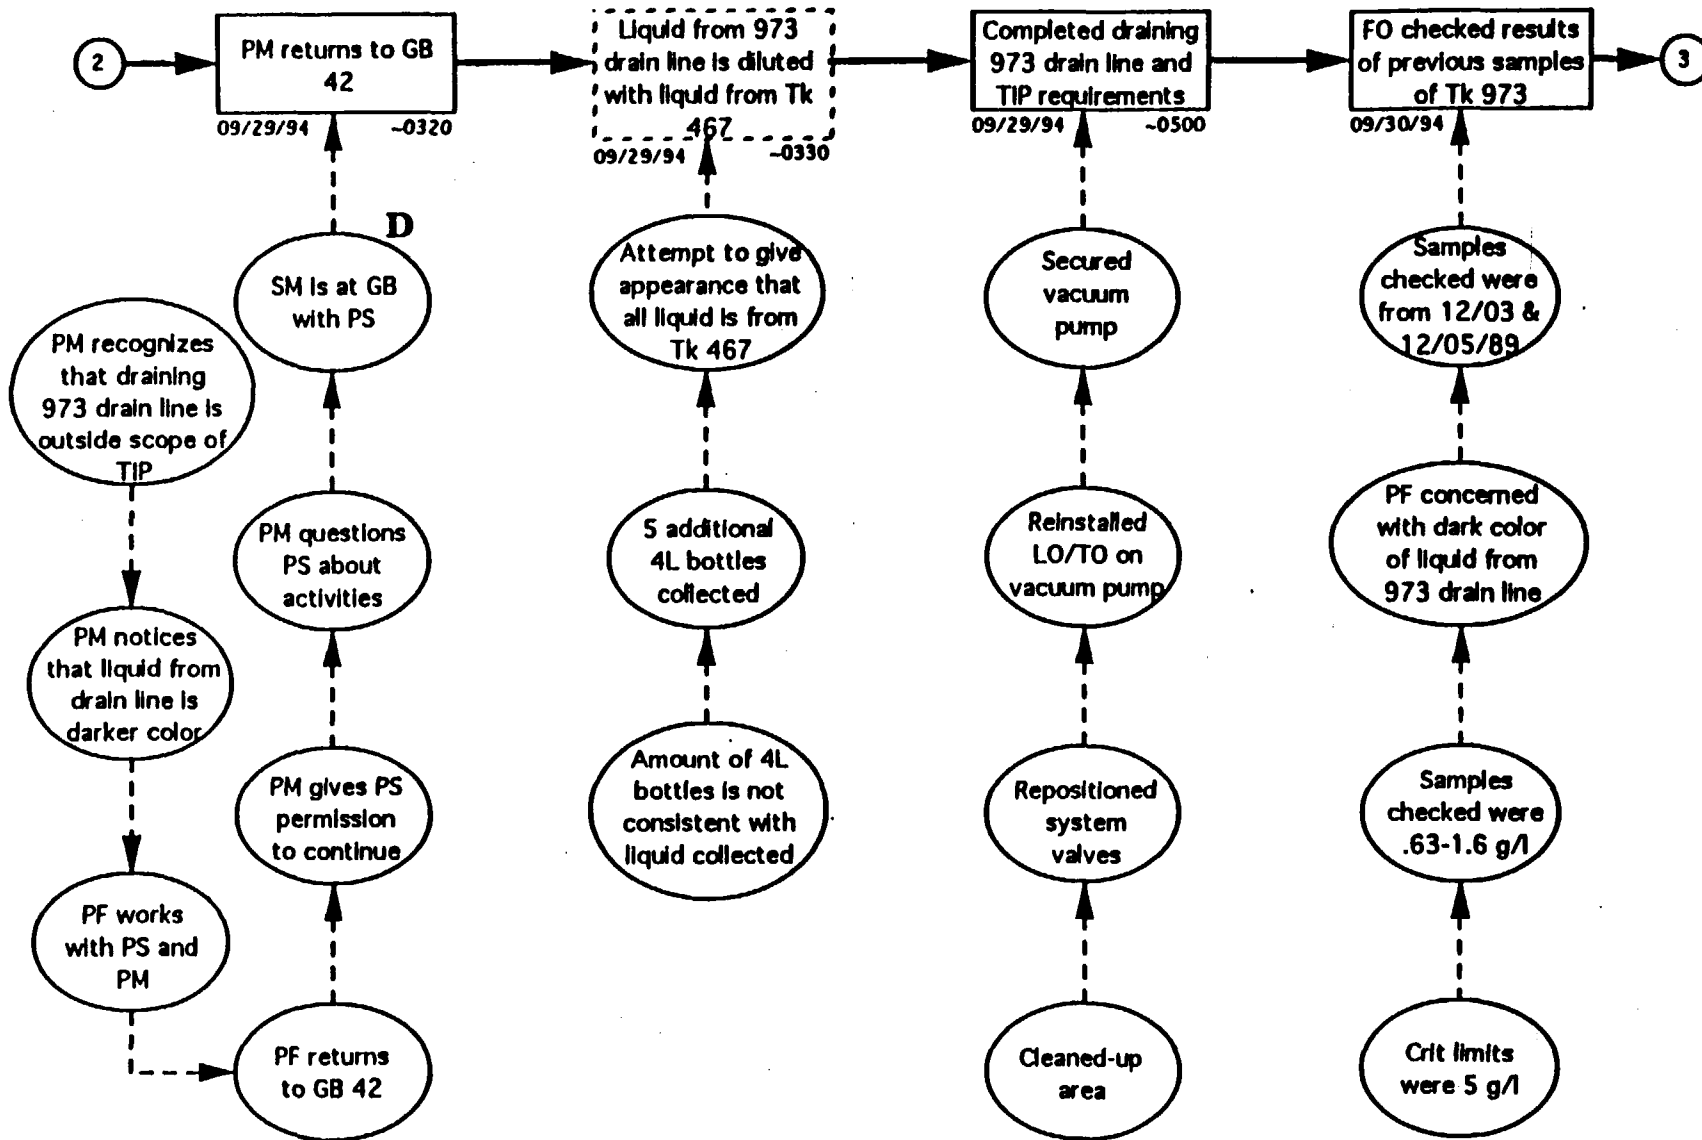 2
PM returns to GB
42
09/29/94 ~0320
Liquid from 973
drain line is diluted
with liquid from Tk
467
09/29/94 ~0330
Completed draining
973 drain line and
TIP requirements
09/29/94 ~0500
FO checked results
of previous samples
of Tk 973
09/30/94
3
PM recognizes
that draining
973 drain line is
outside scope of
TIP
PM notices
that liquid from
drain line is
darker color
PF works
with PS and
PM
D
SM is at GB
with PS
PM questions
PS about
activities
PM gives PS
permission
to continue
PF returns
to GB 42
Attempt to give
appearance that
all liquid is from
Tk 467
5 additional
4L bottles
collected
Amount of 4L
bottles is not
consistent with
liquid collected
Secured
vacuum
pump
Reinstalled
LO/TO on
vacuum pump
Repositioned
system
valves
Cleaned-up
area
Samples
checked were
from 12/03 &
12/05/89
PF concerned
with dark color
of liquid from
973 drain line
Samples
checked were
.63-1.6 g/l
Crit limits
were 5 g/l